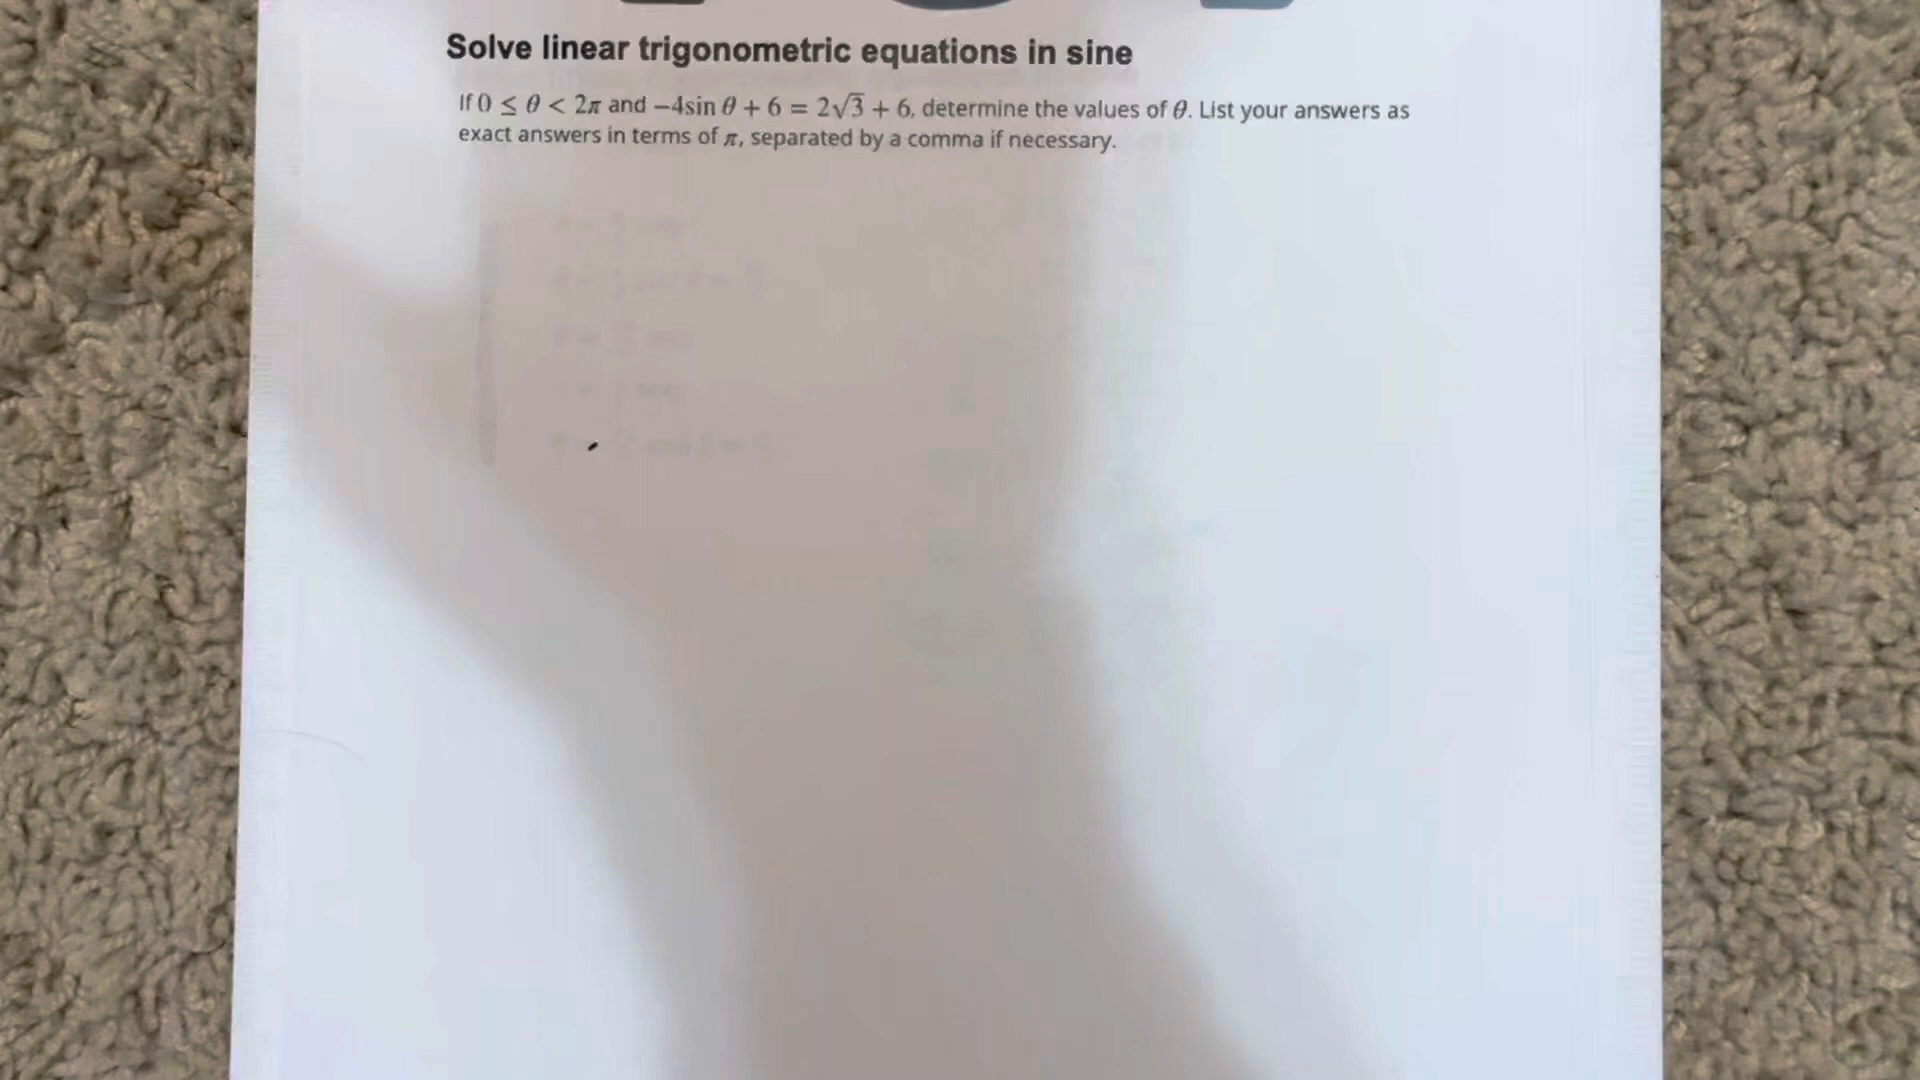 Solve linear trigonometric equations in sine
If 0 ≤ θ < 2π and −4sin θ + 6 = 2√3 + 6, determine the values of θ. List your answers as
exact answers in terms of π, separated by a comma if necessary.